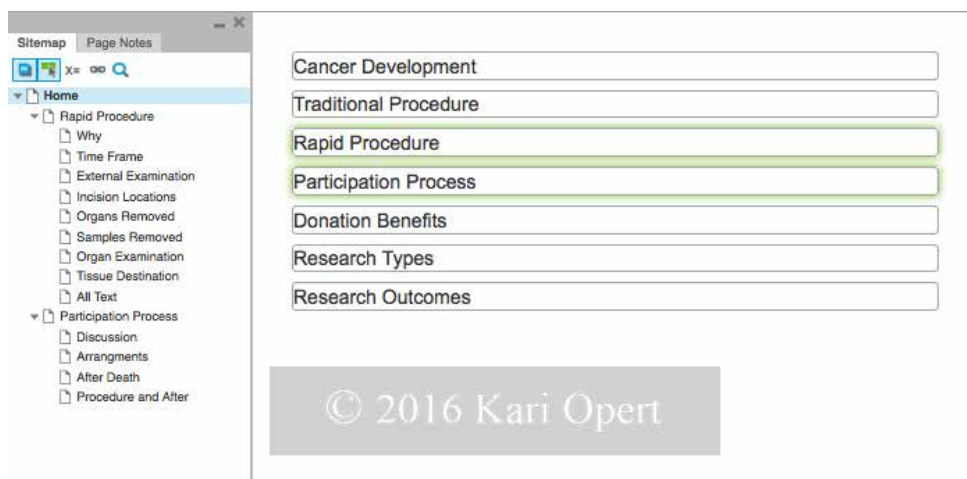 Sitemap Page Notes
X=
Home
Rapid Procedure
Why
Time Frame
External Examination
Incision Locations
Organs Removed
Samples Removed
Organ Examination
Tissue Destination
All Text
Participation Process
Discussion
Arrangments
After Death
Procedure and After
Cancer Development
Traditional Procedure
Rapid Procedure
Participation Process
Donation Benefits
Research Types
Research Outcomes
© 2016 Kari Opert